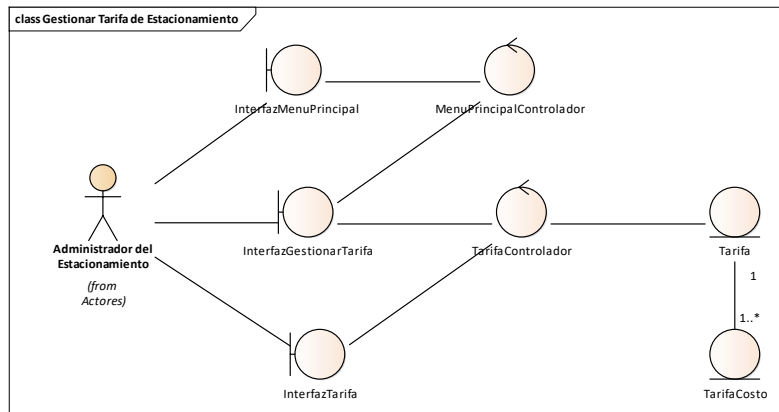 class Gestionar Tarifa de Estacionamiento
InterfazMenuPrincipal
MenuPrincipalControlador
Administrador del
Estacionamiento
(from
Actores)
InterfazGestionarTarifa
TarifaControlador
Tarifa
1
1..*
InterfazTarifa
TarifaCosto